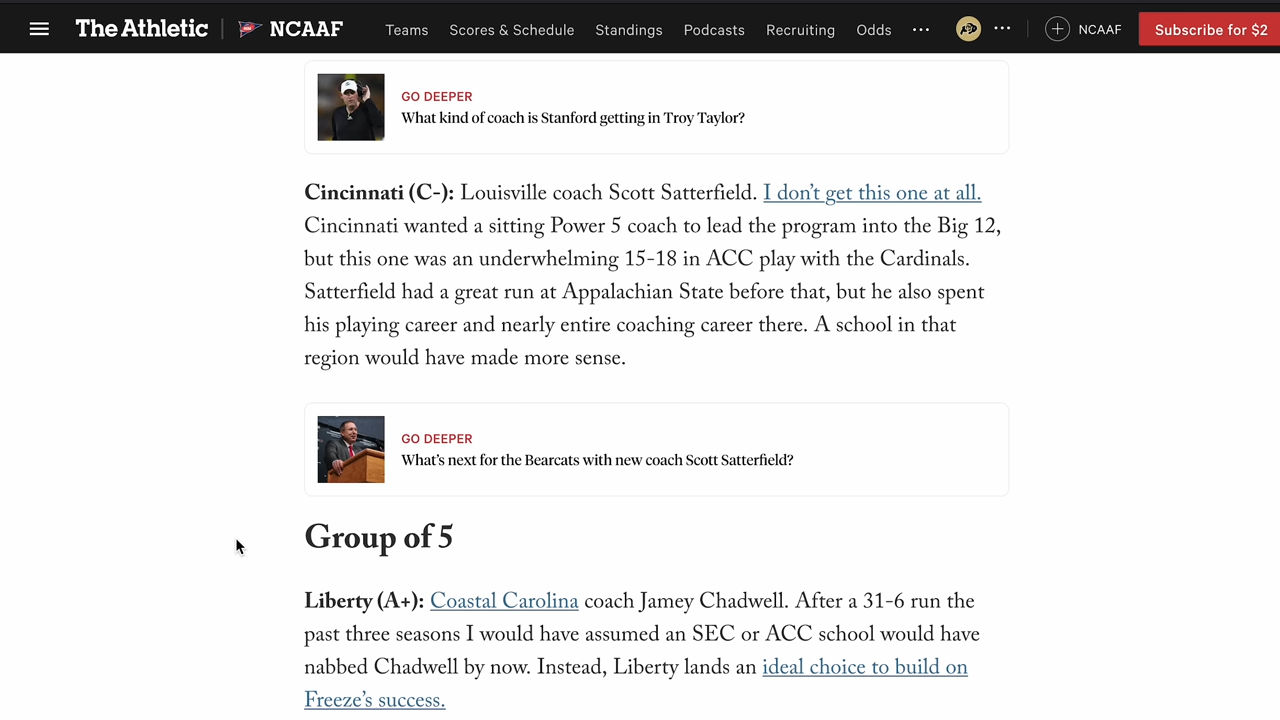 The Athletic NCAAF Teams Scores & Schedule Standings Podcasts Recruiting Odds NCAAF Subscribe for $2
GO DEEPER
What kind of coach is Stanford getting in Troy Taylor?
Cincinnati (C-): Louisville coach Scott Satterfield. I don’t get this one at all.
Cincinnati wanted a sitting Power 5 coach to lead the program into the Big 12,
but this one was an underwhelming 15-18 in ACC play with the Cardinals.
Satterfield had a great run at Appalachian State before that, but he also spent
his playing career and nearly entire coaching career there. A school in that
region would have made more sense.
GO DEEPER
What’s next for the Bearcats with new coach Scott Satterfield?
Group of 5
Liberty (A+): Coastal Carolina coach Jamey Chadwell. After a 31-6 run the
past three seasons I would have assumed an SEC or ACC school would have
nabbed Chadwell by now. Instead, Liberty lands an ideal choice to build on
Freeze’s success.